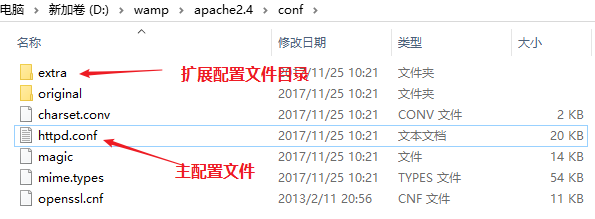 电脑 › 新加卷 (D:) › wamp › apache2.4 › conf ›
名称 修改日期 类型 大小
extra 2017/11/25 10:21 文件夹
扩展配置文件目录
original 2017/11/25 10:21 文件夹
charset.conv 2017/11/25 10:21 CONV 文件 2 KB
httpd.conf 2017/11/25 10:21 文本文档 20 KB
magic 2017/11/25 10:21 文件 14 KB
主配置文件
mime.types 2017/11/25 10:21 TYPES 文件 54 KB
openssl.cnf 2013/2/11 20:56 CNF 文件 11 KB